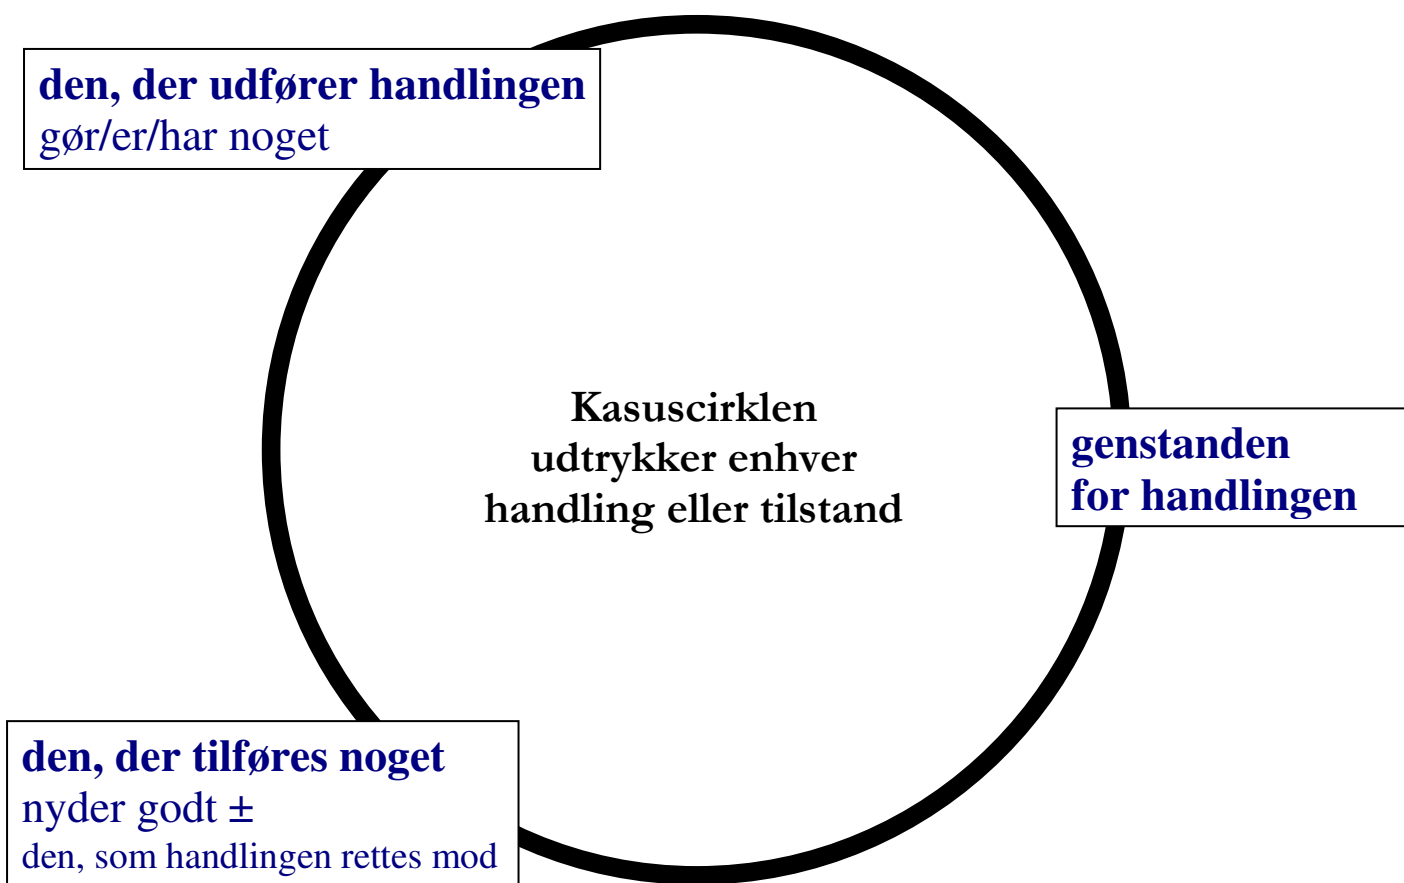 den, der udfører handlingen
gør/er/har noget
Kasuscirklen
udtrykker enhver
handling eller tilstand
genstanden
for handlingen
den, der tilføres noget
nyder godt ±
den, som handlingen rettes mod